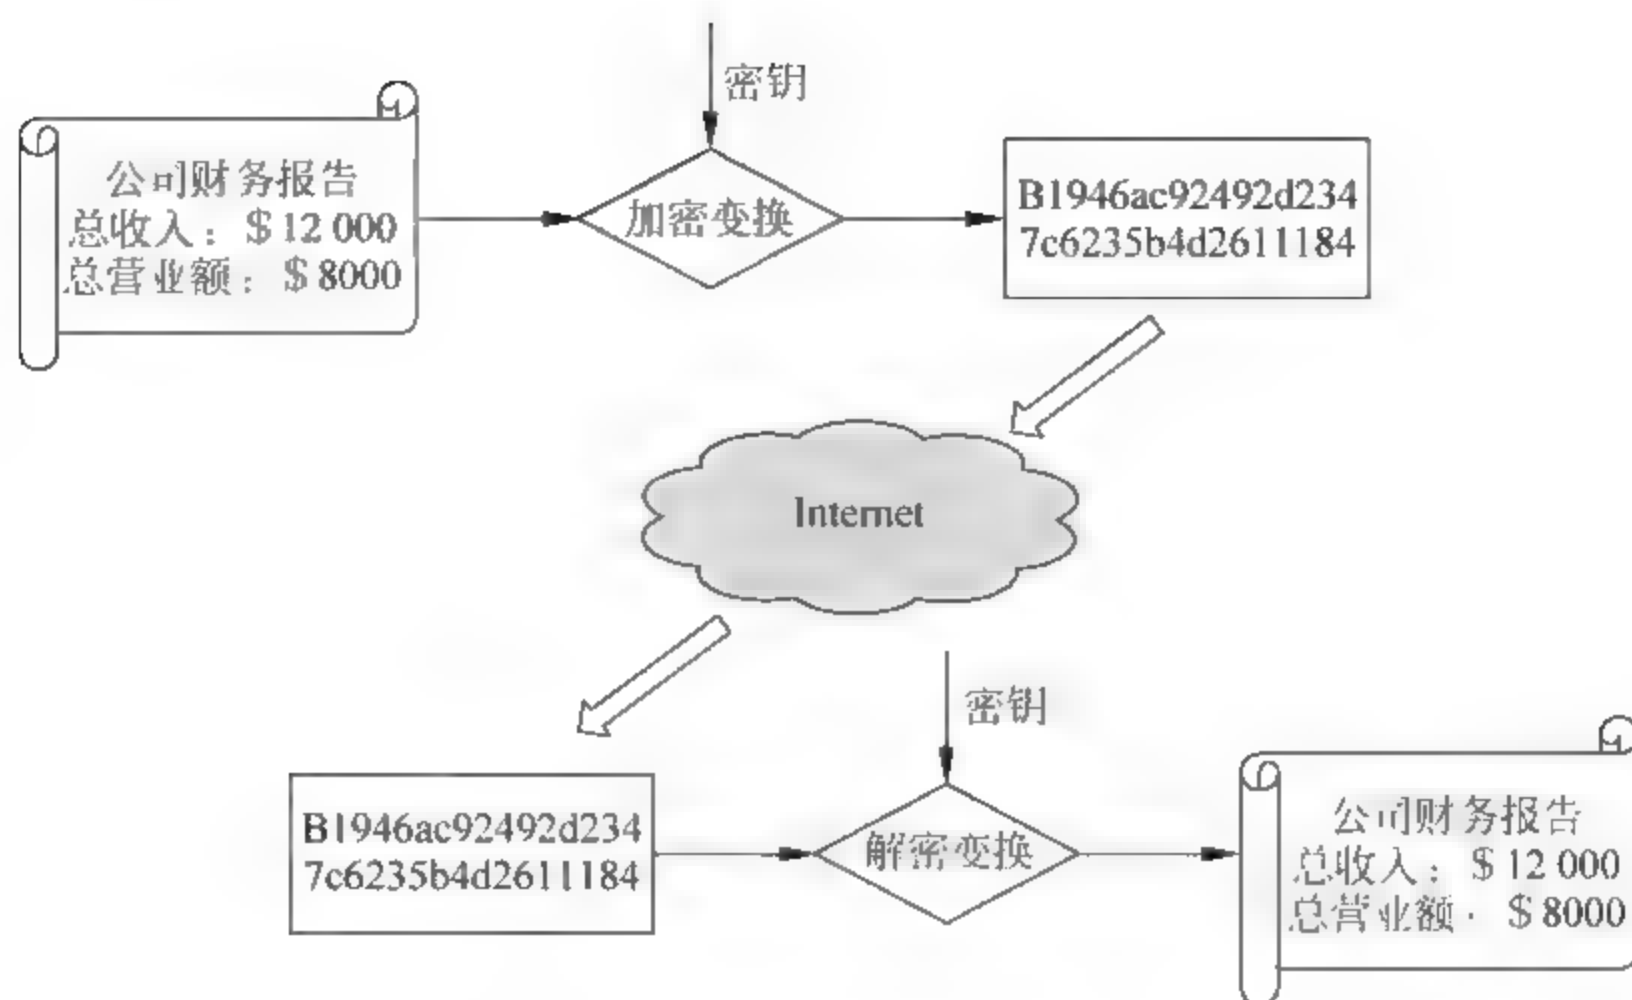 密钥
公司财务报告
总收入：＄12 000
总营业额：＄8000
加密变换
B1946ac92492d234
7c6235b4d2611184
Internet
密钥
B1946ac92492d234
7c6235b4d2611184
解密变换
公司财务报告
总收入：＄12 000
总营业额：＄8000